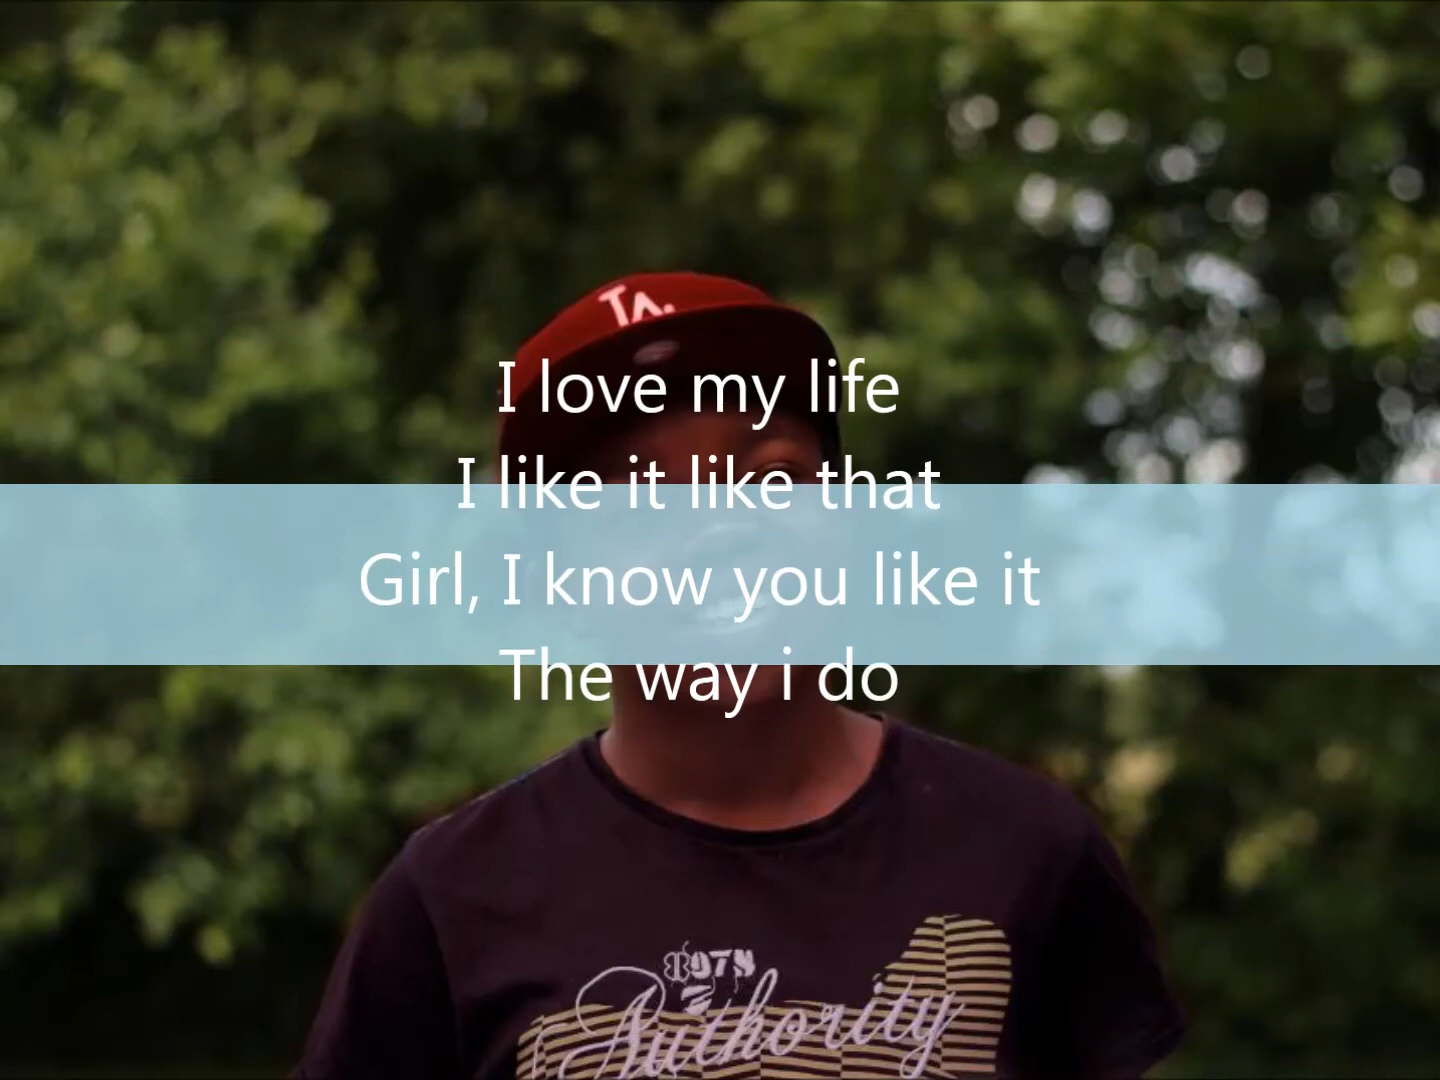 TA.
I love my life
I like it like that
Girl, I know you like it
The way i do
Authority